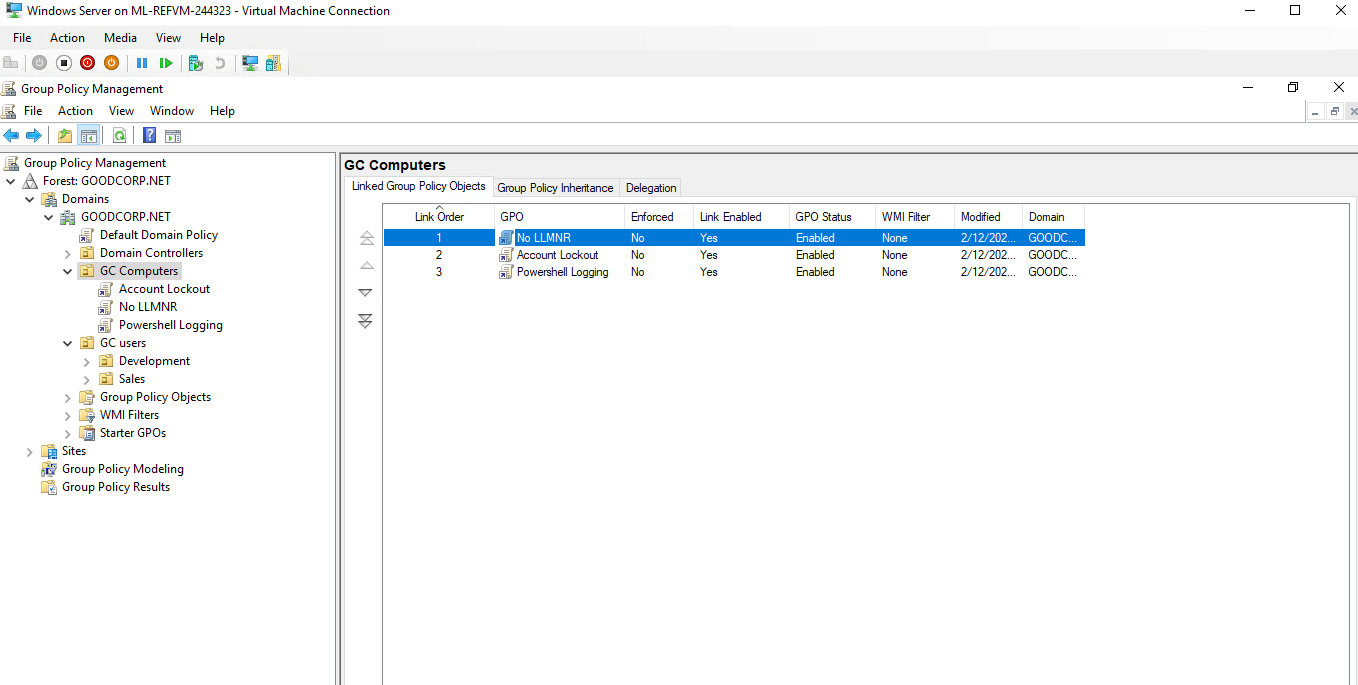 Windows Server on ML-REFVM-244323 - Virtual Machine Connection
File Action Media View Help
Group Policy Management
File Action View Window Help
Group Policy Management
Forest: GOODCORP.NET
Domains
GOODCORP.NET
Default Domain Policy
Domain Controllers
GC Computers
Account Lockout
No LLMNR
Powershell Logging
GC users
Development
Sales
Group Policy Objects
WMI Filters
Starter GPOs
Sites
Group Policy Modeling
Group Policy Results
GC Computers
Linked Group Policy Objects Group Policy Inheritance Delegation
Link Order GPO Enforced Link Enabled GPO Status WMI Filter Modified Domain
1 No LLMNR No Yes Enabled None 2/12/202... GOODC...
2 Account Lockout No Yes Enabled None 2/12/202... GOODC...
3 Powershell Logging No Yes Enabled None 2/12/202... GOODC...